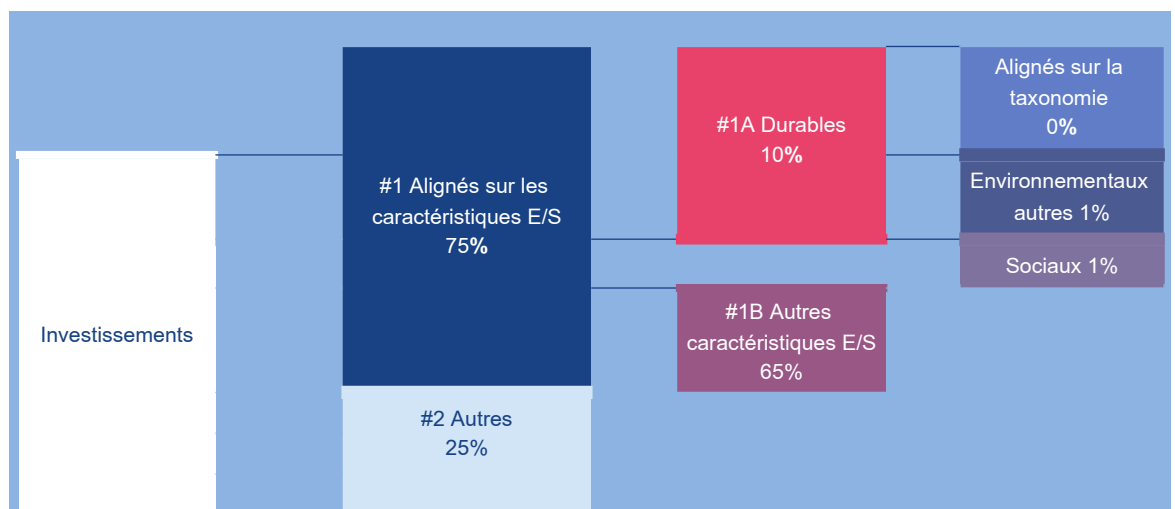 Investissements
#1 Alignés sur les
caractéristiques E/S
75%
#2 Autres
25%
#1A Durables
10%
#1B Autres
caractéristiques E/S
65%
Alignés sur la
taxonomie
0%
Environnementaux
autres 1%
Sociaux 1%